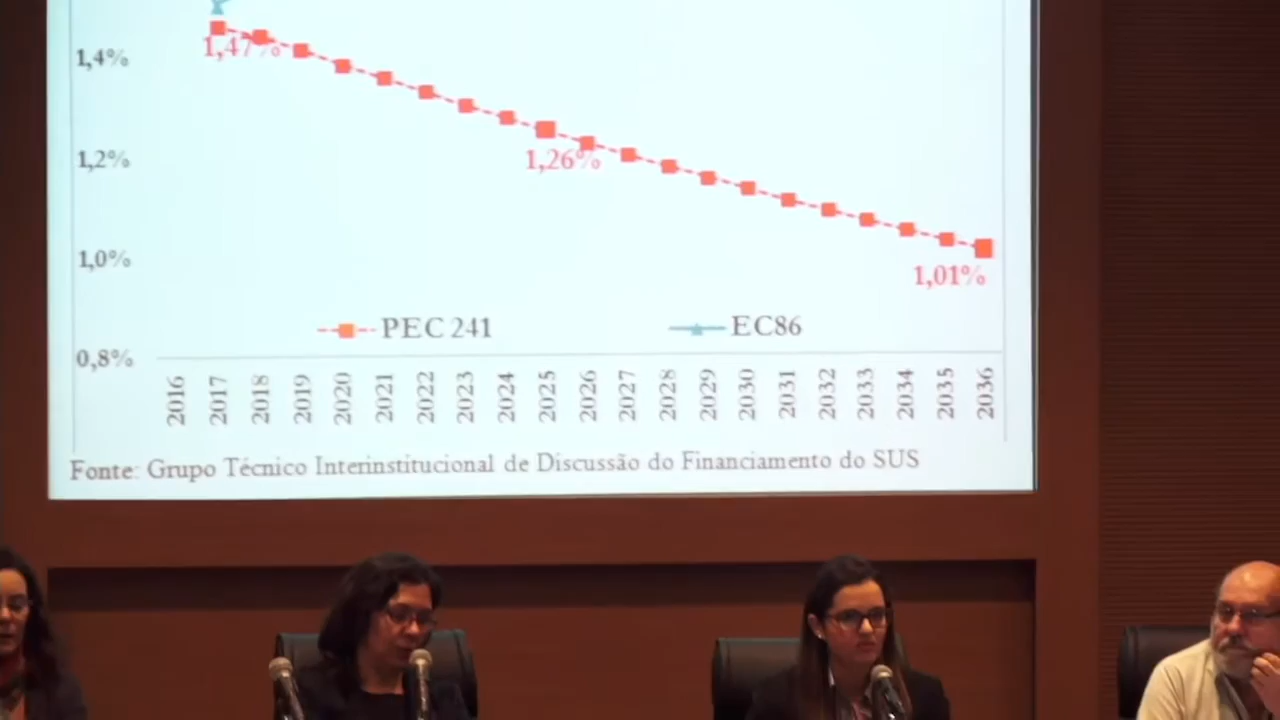 1,4%
1,47%
1,2%
1,26%
1,0%
1,01%
PEC 241
EC86
0,8%
2016 2017 2018 2019 2020 2021 2022 2023 2024 2025 2026 2027 2028 2029 2030 2031 2032 2033 2034 2035 2036
Fonte: Grupo Técnico Interinstitucional de Discussão do Financiamento do SUS